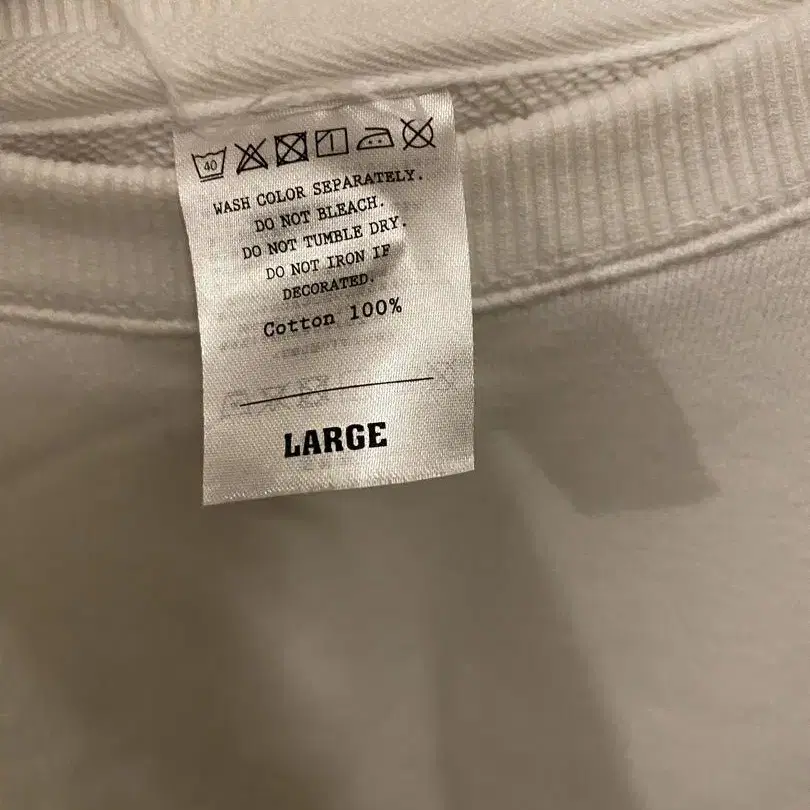 40
WASH COLOR SEPARATELY.
DO NOT BLEACH.
DO NOT TUMBLE DRY.
DO NOT IRON IF
DECORATED.
Cotton 100%
LARGE